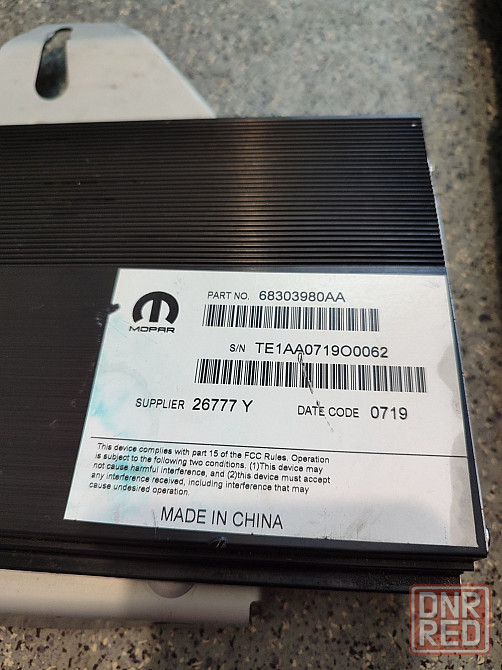 PART NO. 68303980AA
MOPAR
S/N TE1AA0719O0062
SUPPLIER 26777 Y DATE CODE 0719
This device complies with part 15 of the FCC Rules. Operation
is subject to the following two conditions. (1)This device may
not cause harmful interference, and (2)this device must accept
any interference received, including interference that may
cause undesired operation.
MADE IN CHINA
DNR
RED